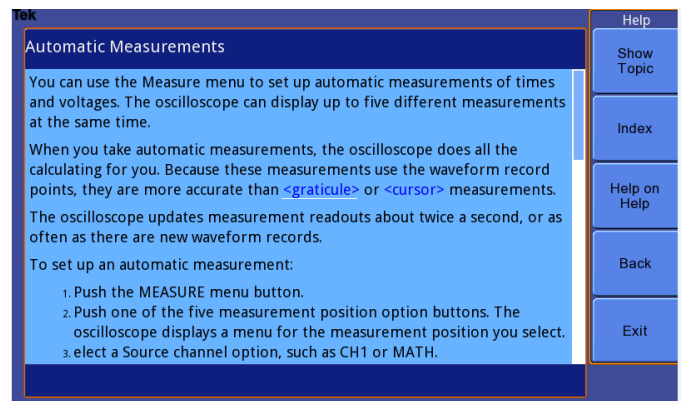 Tek
Automatic Measurements
You can use the Measure menu to set up automatic measurements of times
and voltages. The oscilloscope can display up to five different measurements
at the same time.
When you take automatic measurements, the oscilloscope does all the
calculating for you. Because these measurements use the waveform record
points, they are more accurate than <graticule> or <cursor> measurements.
The oscilloscope updates measurement readouts about twice a second, or as
often as there are new waveform records.
To set up an automatic measurement:
1. Push the MEASURE menu button.
2. Push one of the five measurement position option buttons. The
oscilloscope displays a menu for the measurement position you select.
3. elect a Source channel option, such as CH1 or MATH.
Help
Show
Topic
Index
Help on
Help
Back
Exit